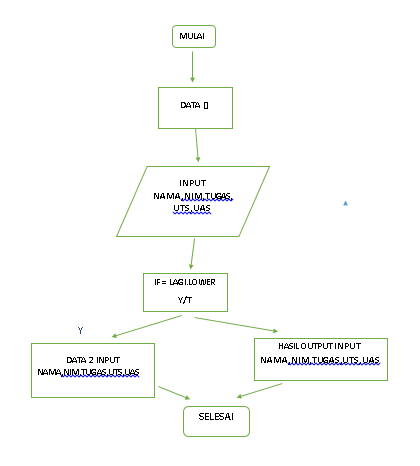 MULAI
DATA []
INPUT
NAMA,NIM,TUGAS,
UTS,UAS
IF = LAGI.LOWER
Y/T
Y
DATA 2 INPUT
NAMA,NIM,TUGAS,UTS,UAS
HASIL OUTPUT INPUT
NAMA,NIM,TUGAS,UTS,UAS
SELESAI